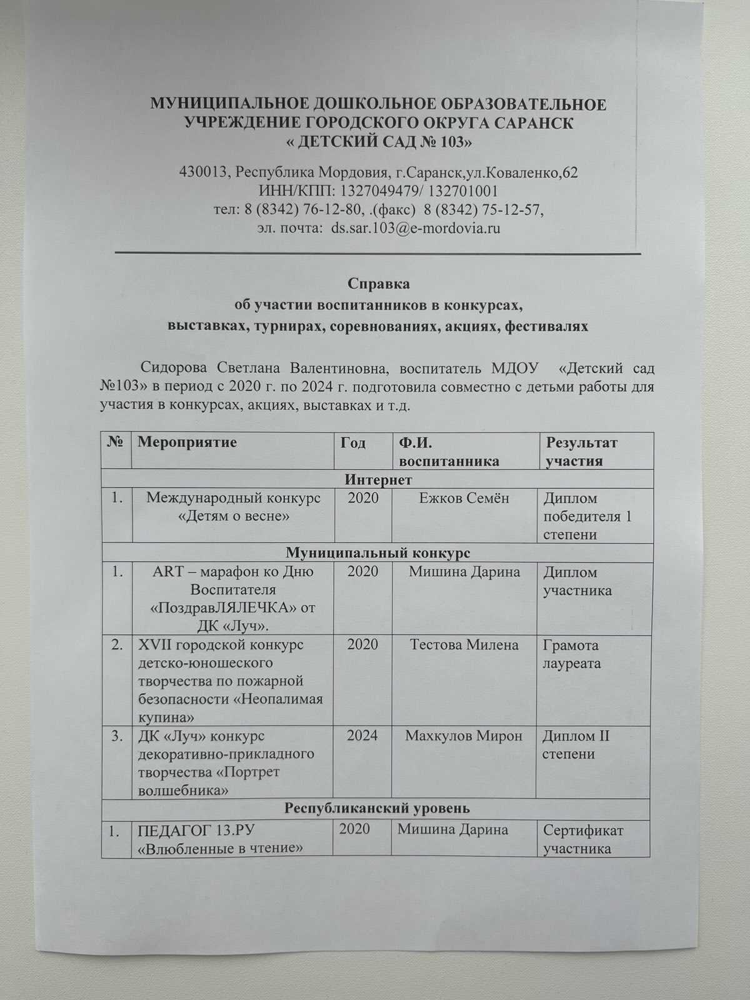 МУНИЦИПАЛЬНОЕ ДОШКОЛЬНОЕ ОБРАЗОВАТЕЛЬНОЕ
УЧРЕЖДЕНИЕ ГОРОДСКОГО ОКРУГА САРАНСК
« ДЕТСКИЙ САД № 103»
430013, Республика Мордовия, г.Саранск,ул.Коваленко,62
ИНН/КПП: 1327049479/ 132701001
тел: 8 (8342) 76-12-80, .(факс) 8 (8342) 75-12-57,
эл. почта: ds.sar.103@e-mordovia.ru
Справка
об участии воспитанников в конкурсах,
выставках, турнирах, соревнованиях, акциях, фестивалях
Сидорова Светлана Валентиновна, воспитатель МДОУ «Детский сад
№103» в период с 2020 г. по 2024 г. подготовила совместно с детьми работы для
участия в конкурсах, акциях, выставках и т.д.
№ Мероприятие Год Ф.И. Результат
воспитанника участия
Интернет
1. Международный конкурс 2020 Ежков Семён Диплом
«Детям о весне» победителя 1
степени
Муниципальный конкурс
1. ART – марафон ко Дню 2020 Мишина Дарина Диплом
Воспитателя участника
«ПоздравЛЯЛЕЧКА» от
ДК «Луч».
2. XVII городской конкурс 2020 Тестова Милена Грамота
детско-юношеского лауреата
творчества по пожарной
безопасности «Неопалимая
купина»
3. ДК «Луч» конкурс 2024 Махкулов Мирон Диплом II
декоративно-прикладного степени
творчества «Портрет
волшебника»
Республиканский уровень
1. ПЕДАГОГ 13.РУ 2020 Мишина Дарина Сертификат
«Влюбленные в чтение» участника